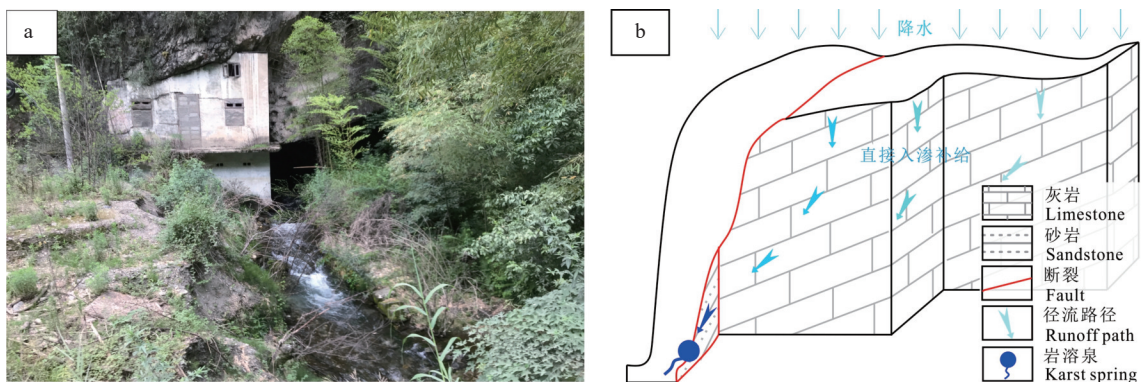 a
b
降水
直接入渗补给
灰岩
Limestone
砂岩
Sandstone
断裂
Fault
径流路径
Runoff path
岩溶泉
Karst spring